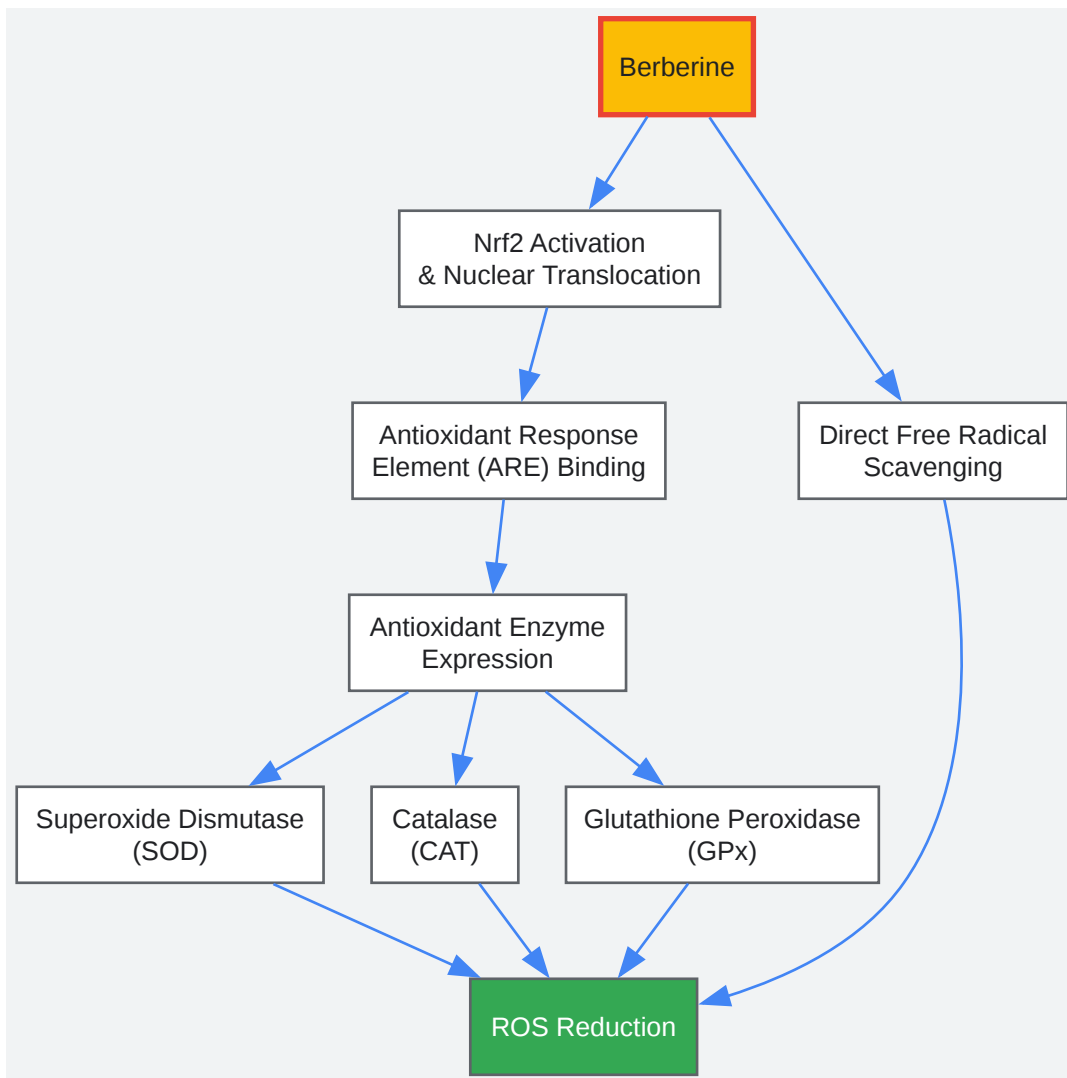 Berberine
Nrf2 Activation
& Nuclear Translocation
Antioxidant Response
Element (ARE) Binding
Direct Free Radical
Scavenging
Antioxidant Enzyme
Expression
Superoxide Dismutase
(SOD)
Catalase
(CAT)
Glutathione Peroxidase
(GPx)
ROS Reduction